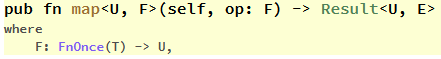 pub fn map<U, F>(self, op: F) -> Result<U, E>
where
    F: FnOnce(T) -> U,